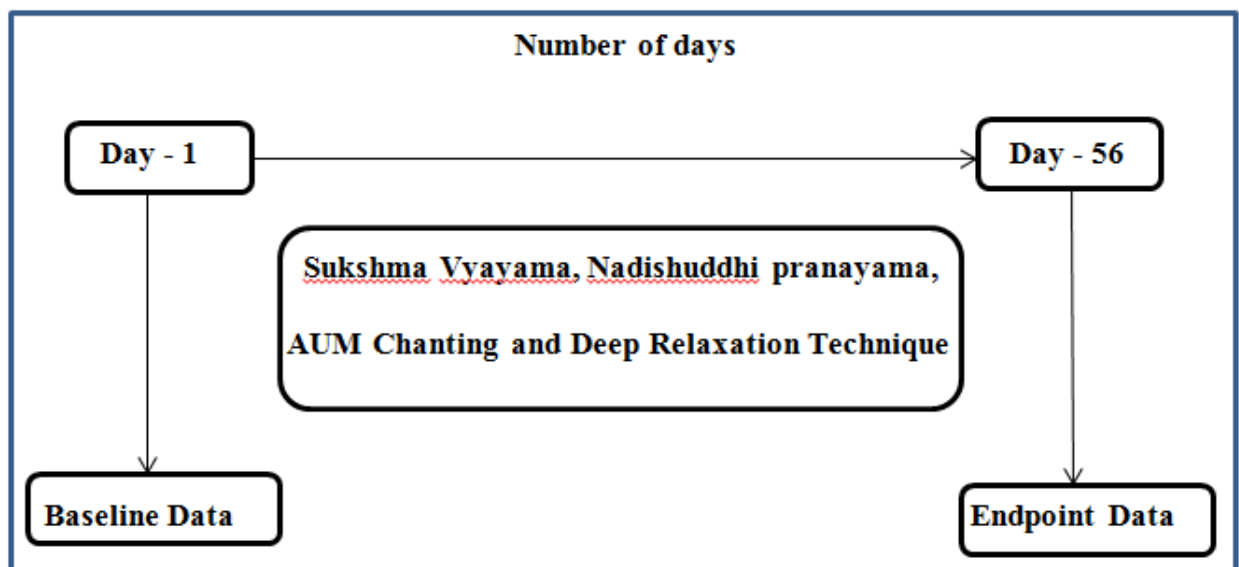 Number of days
Day - 1
Day - 56
Sukshma Vyayama, Nadishuddhi pranayama,
AUM Chanting and Deep Relaxation Technique
Baseline Data
Endpoint Data